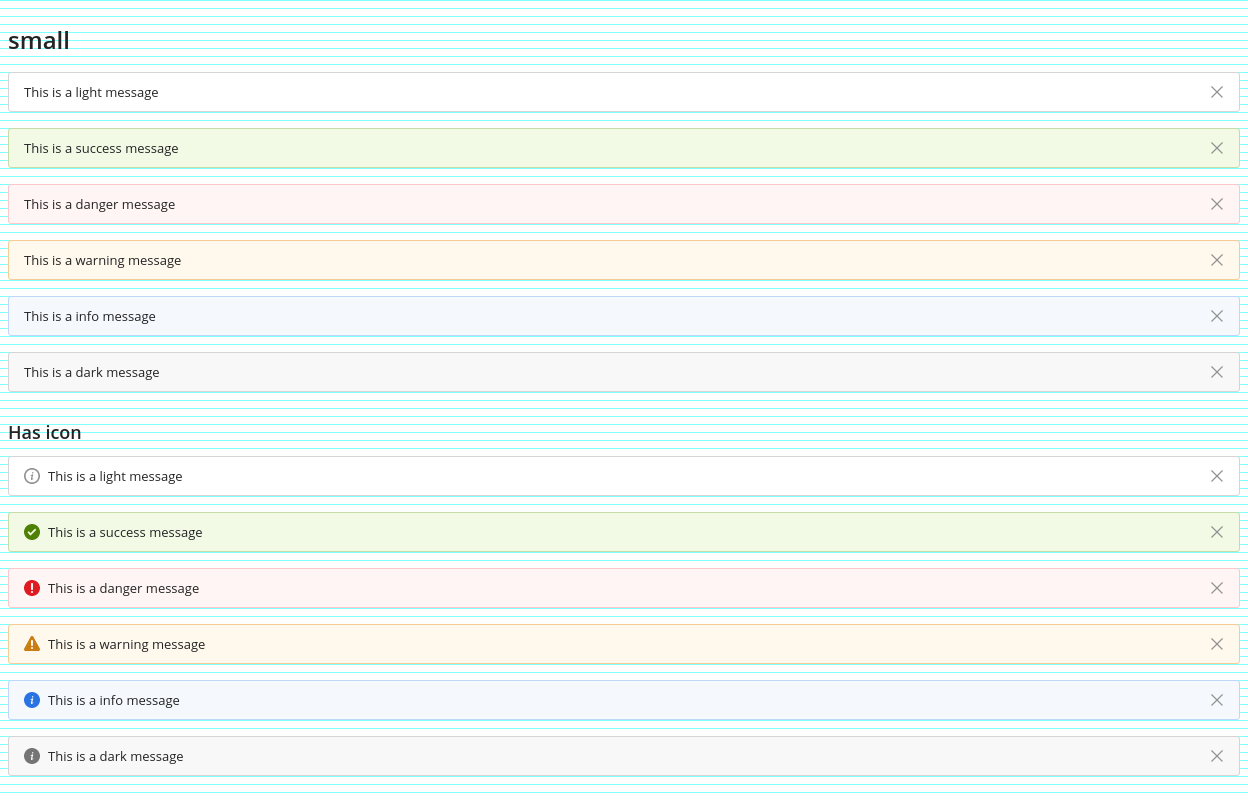 small
This is a light message
This is a success message
This is a danger message
This is a warning message
This is a info message
This is a dark message
Has icon
This is a light message
This is a success message
This is a danger message
This is a warning message
This is a info message
This is a dark message